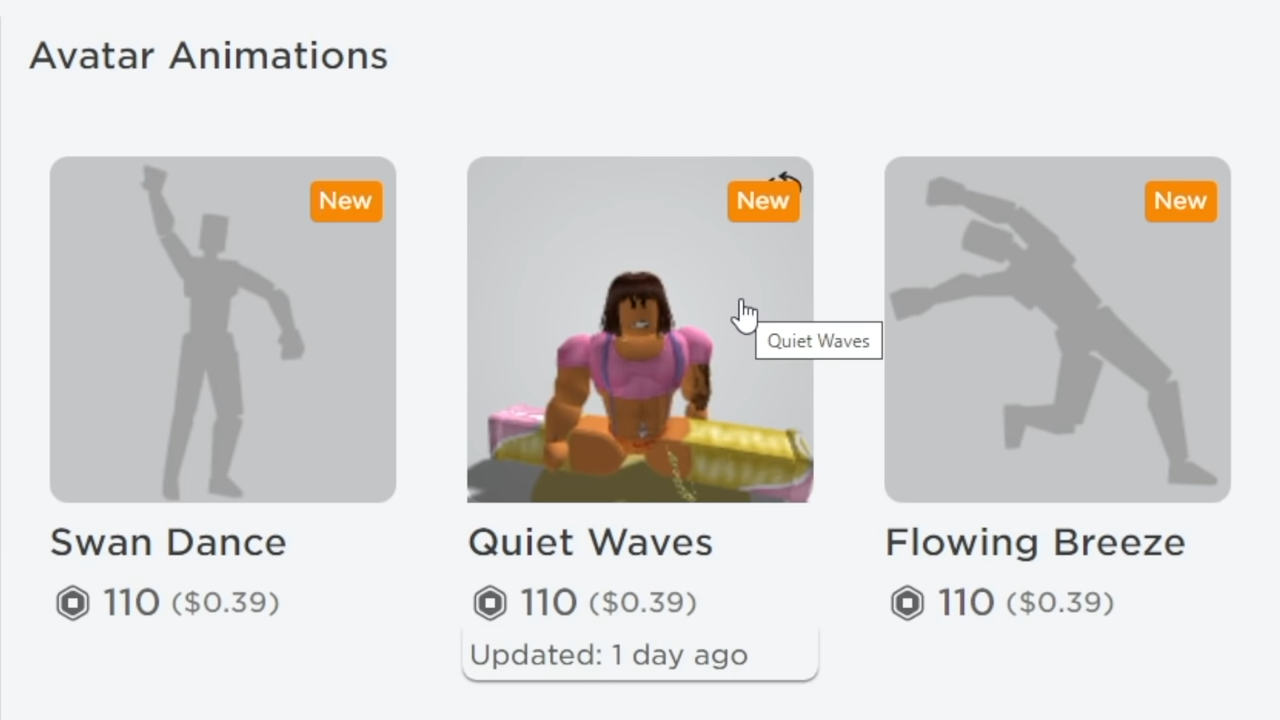 Avatar Animations
New
New
New
Quiet Waves
Swan Dance
Quiet Waves
Flowing Breeze
110 ($0.39)
110 ($0.39)
110 ($0.39)
Updated: 1 day ago